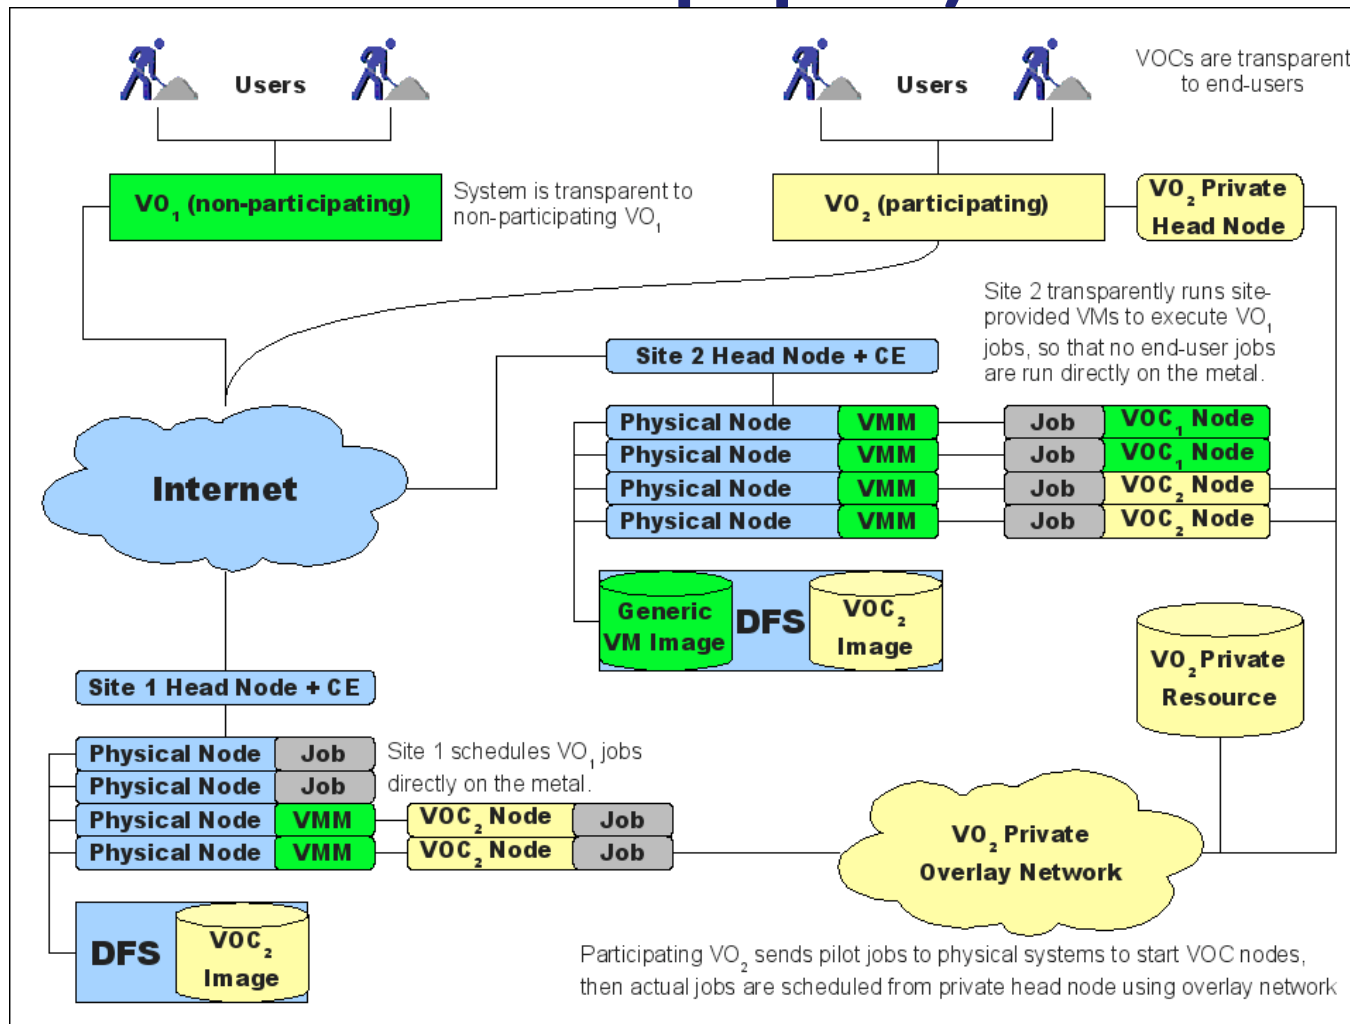 Users
Users
VOCs are transparent
to end-users
VO₁ (non-participating)
System is transparent to
non-participating VO₁
VO₂ (participating)
VO₂ Private
Head Node
Site 2 transparently runs site-
provided VMs to execute VO₁
jobs, so that no end-user jobs
are run directly on the metal.
Site 2 Head Node + CE
Physical Node VMM Job VOC₁ Node
Physical Node VMM Job VOC₁ Node
Physical Node VMM Job VOC₂ Node
Physical Node VMM Job VOC₂ Node
Internet
Generic
VM Image
DFS
VOC₂
Image
VO₂ Private
Resource
Site 1 Head Node + CE
Physical Node Job
Physical Node Job
Physical Node VMM VOC₂ Node Job
Physical Node VMM VOC₂ Node Job
Site 1 schedules VO₁ jobs
directly on the metal.
VO₂ Private
Overlay Network
DFS
VOC₂
Image
Participating VO₂ sends pilot jobs to physical systems to start VOC nodes,
then actual jobs are scheduled from private head node using overlay network